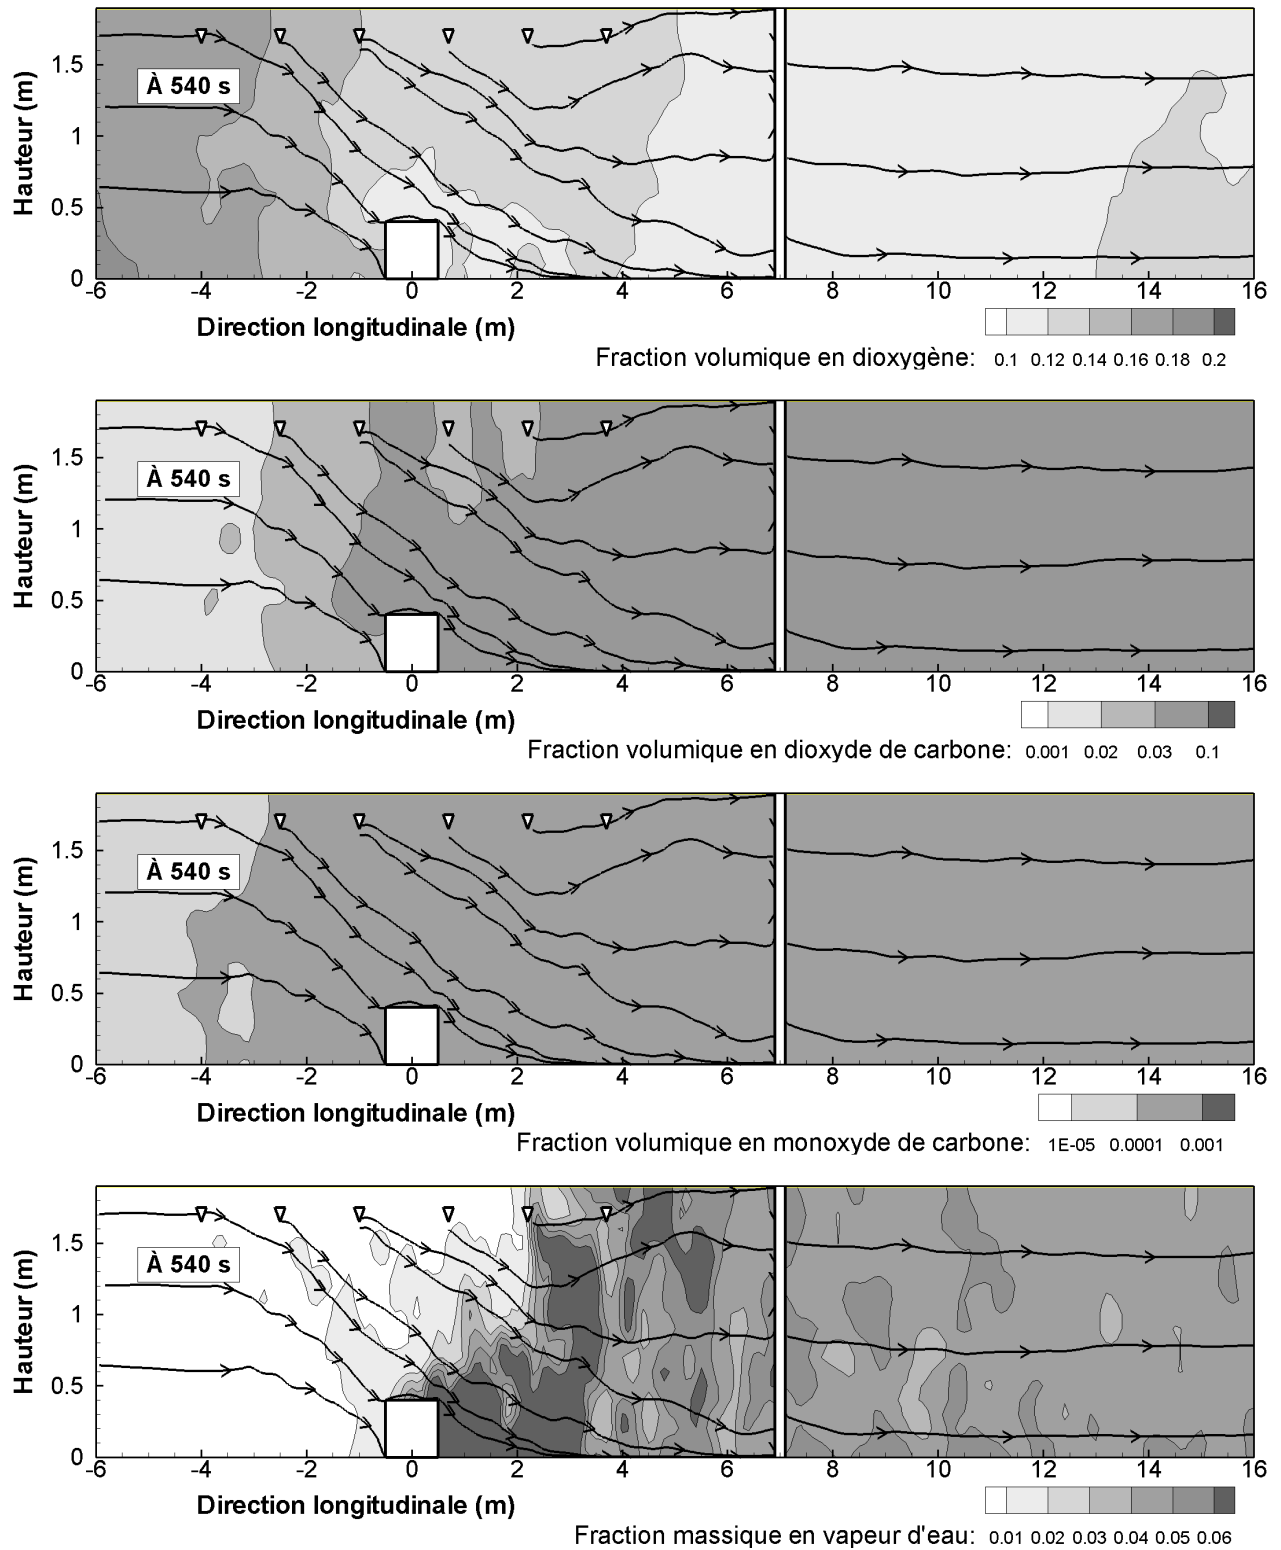 Hauteur (m)
1.5
1
0.5
0
À 540 s
-6 -4 -2 0 2 4 6 8 10 12 14 16
Direction longitudinale (m)
Fraction volumique en dioxygène: 0.1 0.12 0.14 0.16 0.18 0.2
Hauteur (m)
1.5
1
0.5
0
À 540 s
-6 -4 -2 0 2 4 6 8 10 12 14 16
Direction longitudinale (m)
Fraction volumique en dioxyde de carbone: 0.001 0.02 0.03 0.1
Hauteur (m)
1.5
1
0.5
0
À 540 s
-6 -4 -2 0 2 4 6 8 10 12 14 16
Direction longitudinale (m)
Fraction volumique en monoxyde de carbone: 1E-05 0.0001 0.001
Hauteur (m)
1.5
1
0.5
0
À 540 s
-6 -4 -2 0 2 4 6 8 10 12 14 16
Direction longitudinale (m)
Fraction massique en vapeur d'eau: 0.01 0.02 0.03 0.04 0.05 0.06